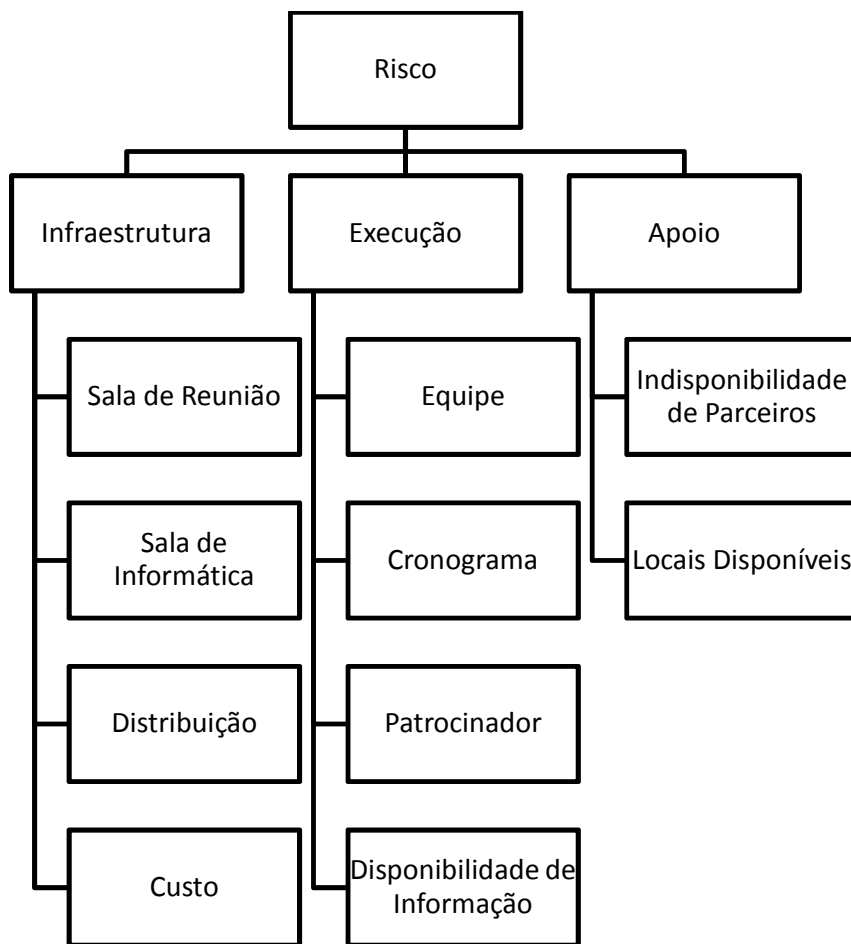 Risco
Infraestrutura
Execução
Apoio
Sala de Reunião
Equipe
Indisponibilidade
de Parceiros
Sala de
Informática
Cronograma
Locais Disponíveis
Distribuição
Patrocinador
Custo
Disponibilidade de
Informação